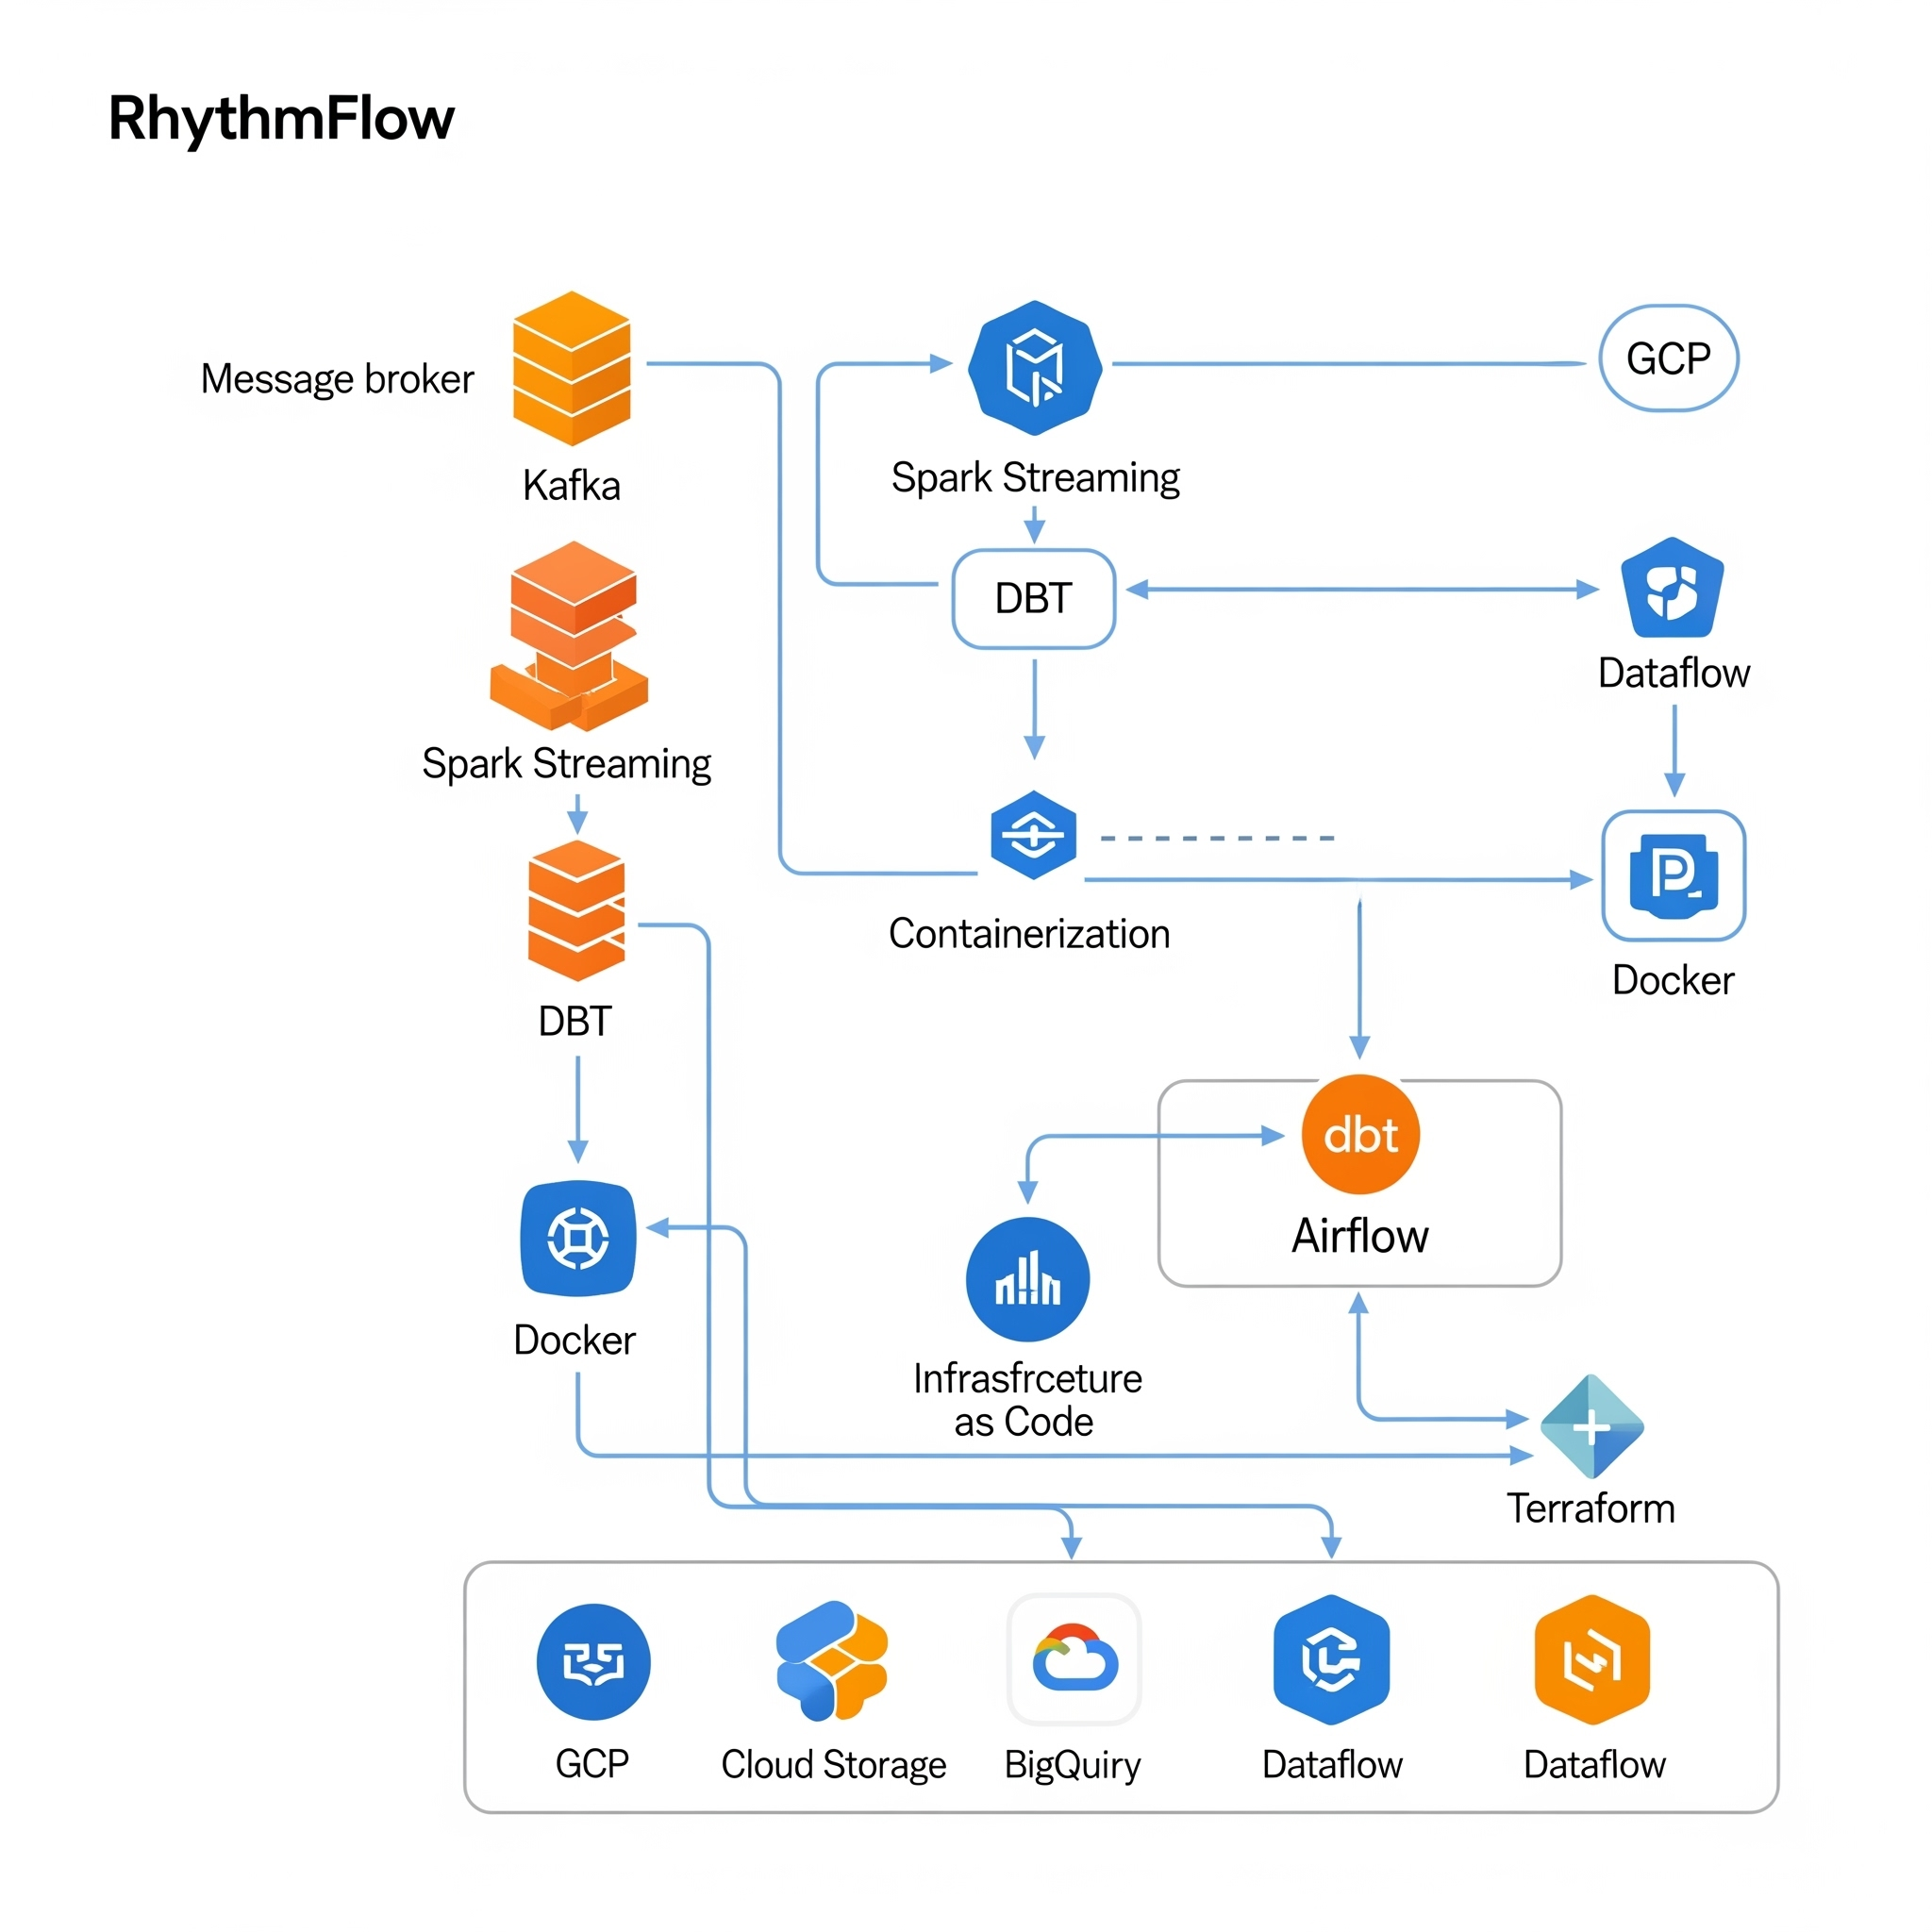 RhythmFlow
Message broker
Kafka
Spark Streaming
GCP
DBT
Dataflow
Spark Streaming
Containerization
Docker
DBT
dbt
Airflow
Docker
Infrasfrceture
as Code
Terraform
GCP
Cloud Storage
BigQuiry
Dataflow
Dataflow